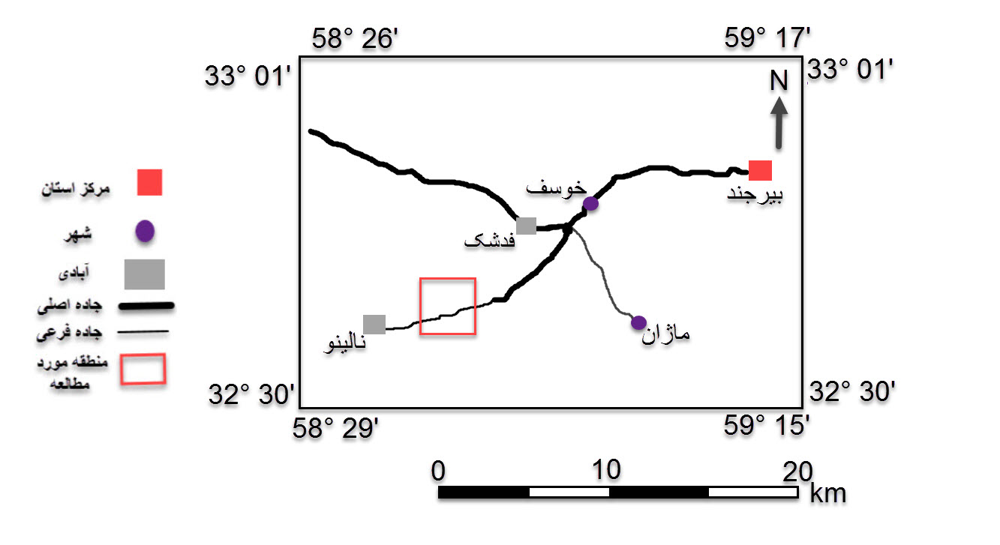 58° 26'
59° 17'
33° 01'
33° 01'
N
خوسف
بیرجند
فدشک
نالینو
ماژان
32° 30'
32° 30'
58° 29'
59° 15'
0
10
20
km
مرکز استان
شهر
آبادی
جاده اصلی
جاده فرعی
منطقه مورد
مطالعه